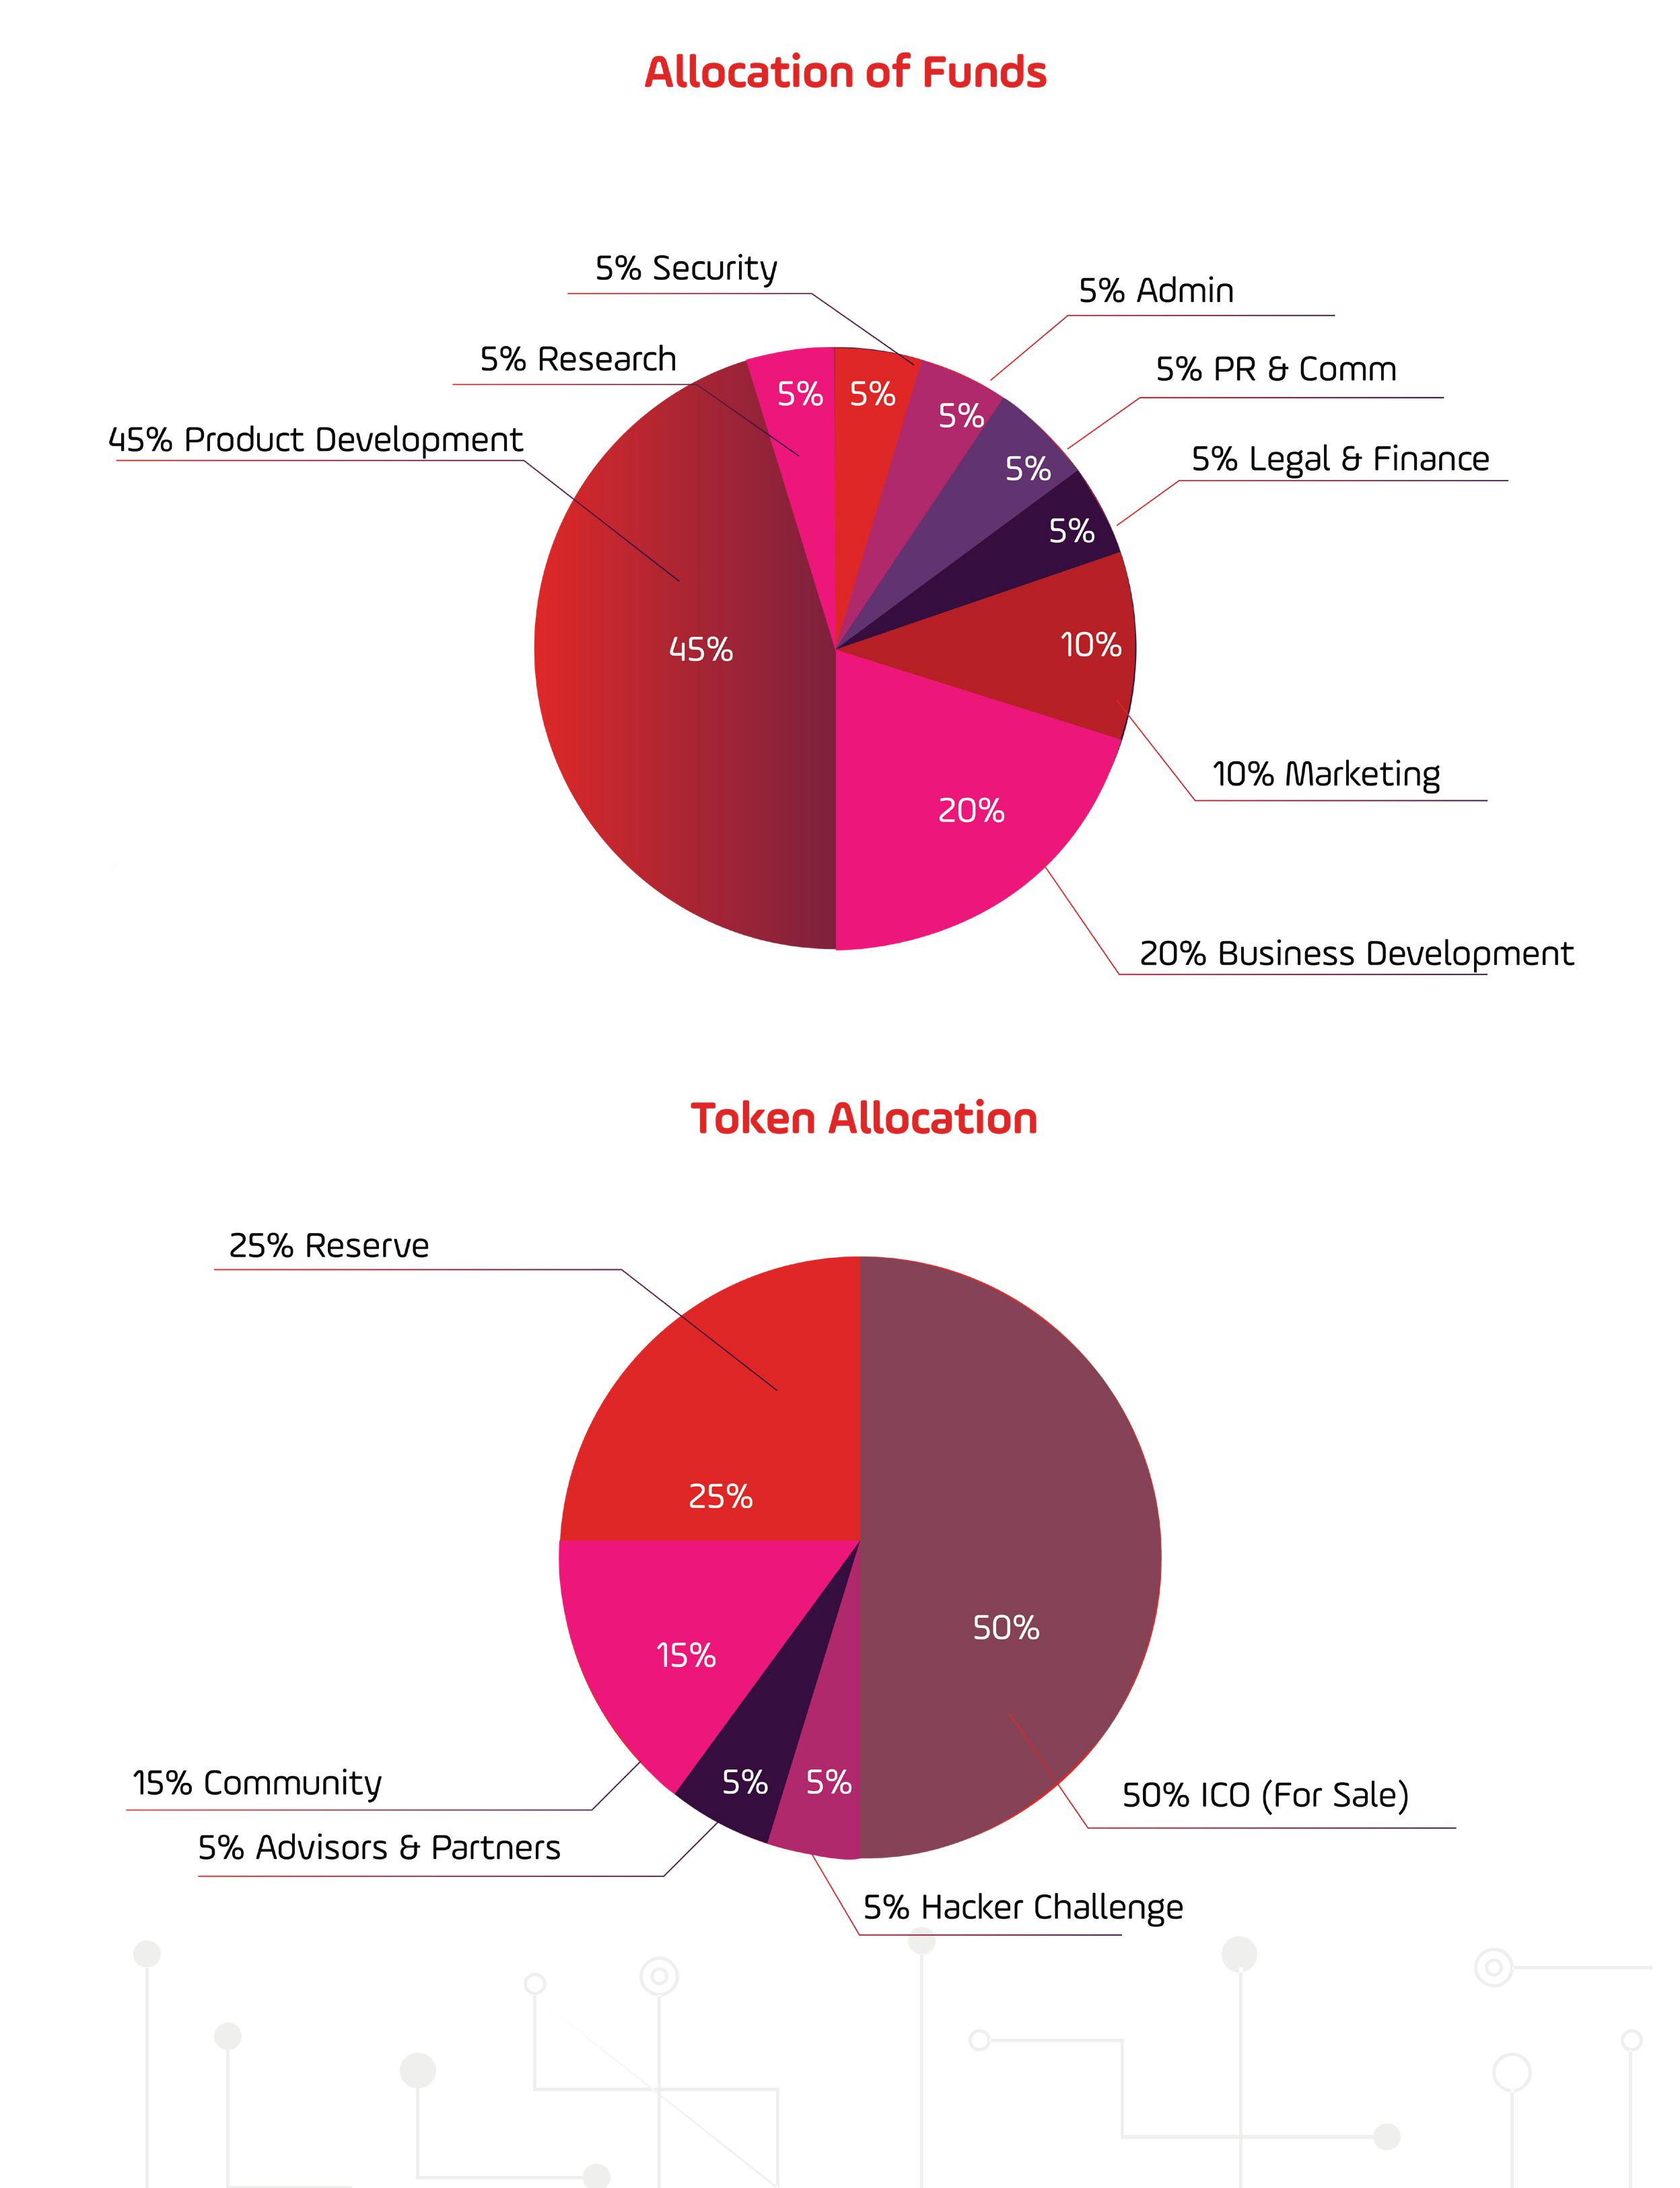 Allocation of Funds
5% Security
5% Admin
5% Research
5% PR & Comm
45% Product Development
5% Legal & Finance
5%
5%
5%
5%
5%
10%
45%
10% Marketing
20%
20% Business Development
Token Allocation
25% Reserve
25%
50%
15%
5%
5%
15% Community
50% ICO (For Sale)
5% Advisors & Partners
5% Hacker Challenge